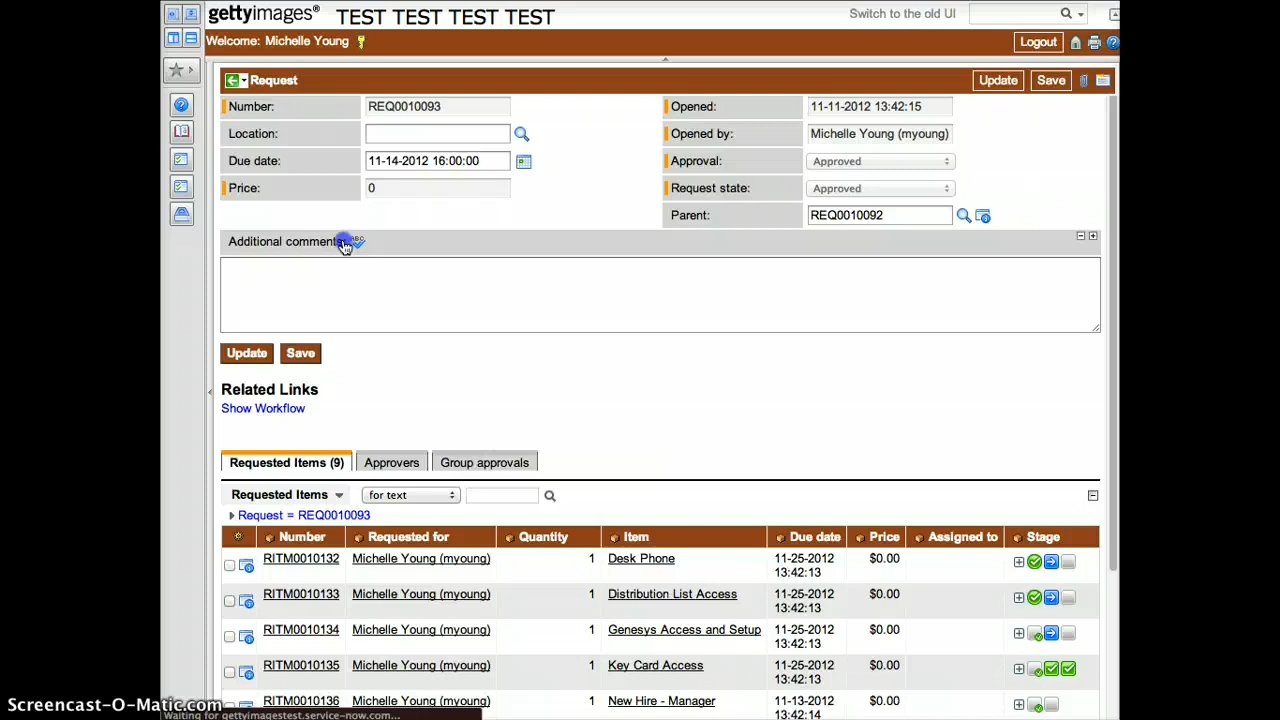 gettyimages® TEST TEST TEST TEST Switch to the old UI
Welcome: Michelle Young Logout
Request Update Save
Number: REQ0010093 Opened: 11-11-2012 13:42:15
Location: Opened by: Michelle Young (myoung)
Due date: 11-14-2012 16:00:00 Approval: Approved
Price: 0 Request state: Approved
Parent: REQ0010092
Additional comments
Update Save
Related Links
Show Workflow
Requested Items (9) Approvers Group approvals
Requested Items for text
Request = REQ0010093
Number Requested for Quantity Item Due date Price Assigned to Stage
RITM0010132 Michelle Young (myoung) 1 Desk Phone 11-25-2012 13:42:13 $0.00
RITM0010133 Michelle Young (myoung) 1 Distribution List Access 11-25-2012 13:42:13 $0.00
RITM0010134 Michelle Young (myoung) 1 Genesys Access and Setup 11-25-2012 13:42:13 $0.00
RITM0010135 Michelle Young (myoung) 1 Key Card Access 11-25-2012 13:42:13 $0.00
RITM0010136 Michelle Young (myoung) 1 New Hire - Manager 11-13-2012 13:42:14 $0.00
Screencast-O-Matic.com
Waiting for gettyimagestest.service-now.com...